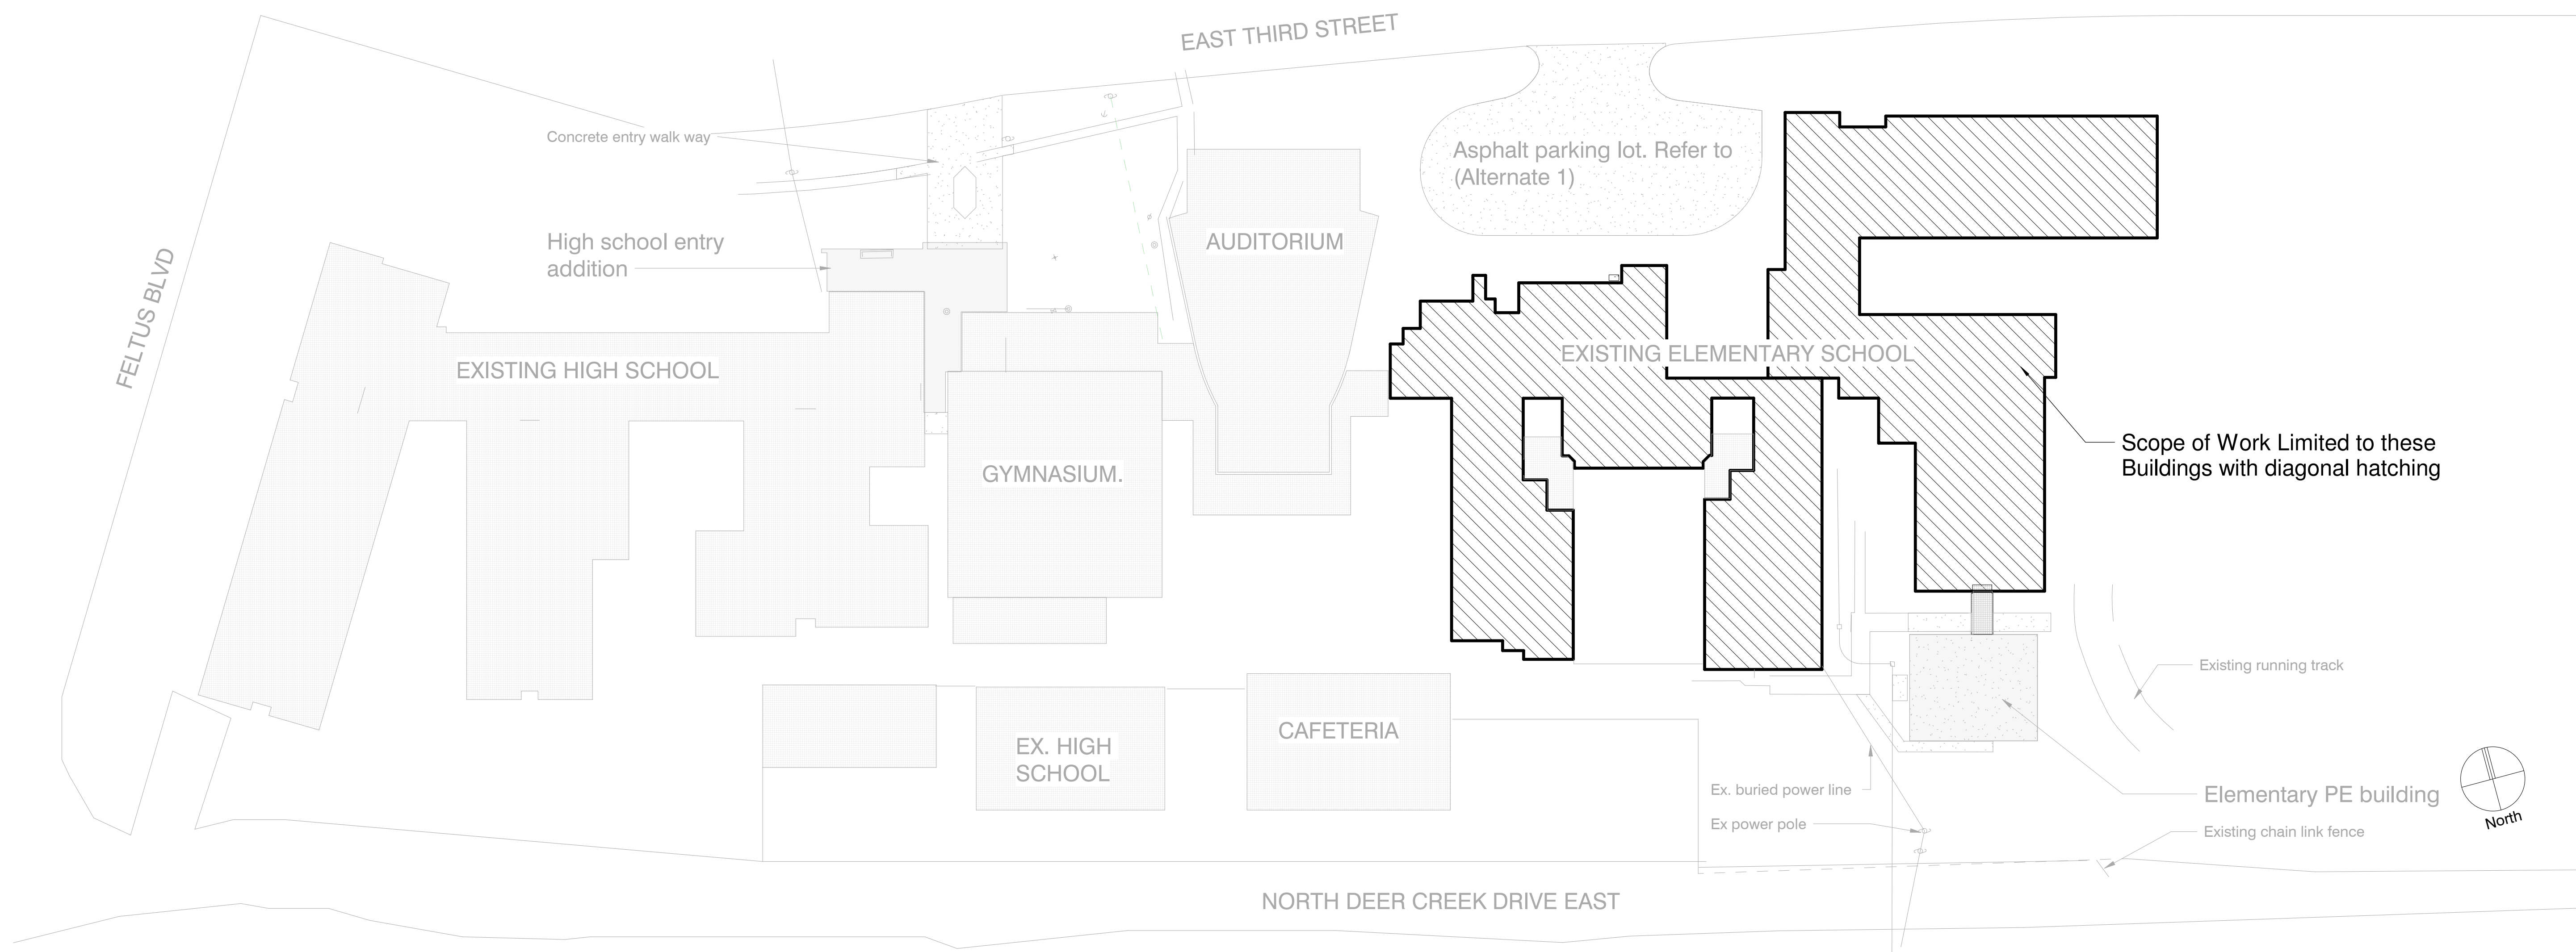 EAST THIRD STREET
Concrete entry walk way
Asphalt parking lot. Refer to
(Alternate 1)
High school entry
addition
AUDITORIUM
FELTUS BLVD
EXISTING HIGH SCHOOL
EXISTING ELEMENTARY SCHOOL
GYMNASIUM.
Scope of Work Limited to these
Buildings with diagonal hatching
Existing running track
EX. HIGH
SCHOOL
CAFETERIA
Ex. buried power line
Ex power pole
Elementary PE building
Existing chain link fence
North
NORTH DEER CREEK DRIVE EAST